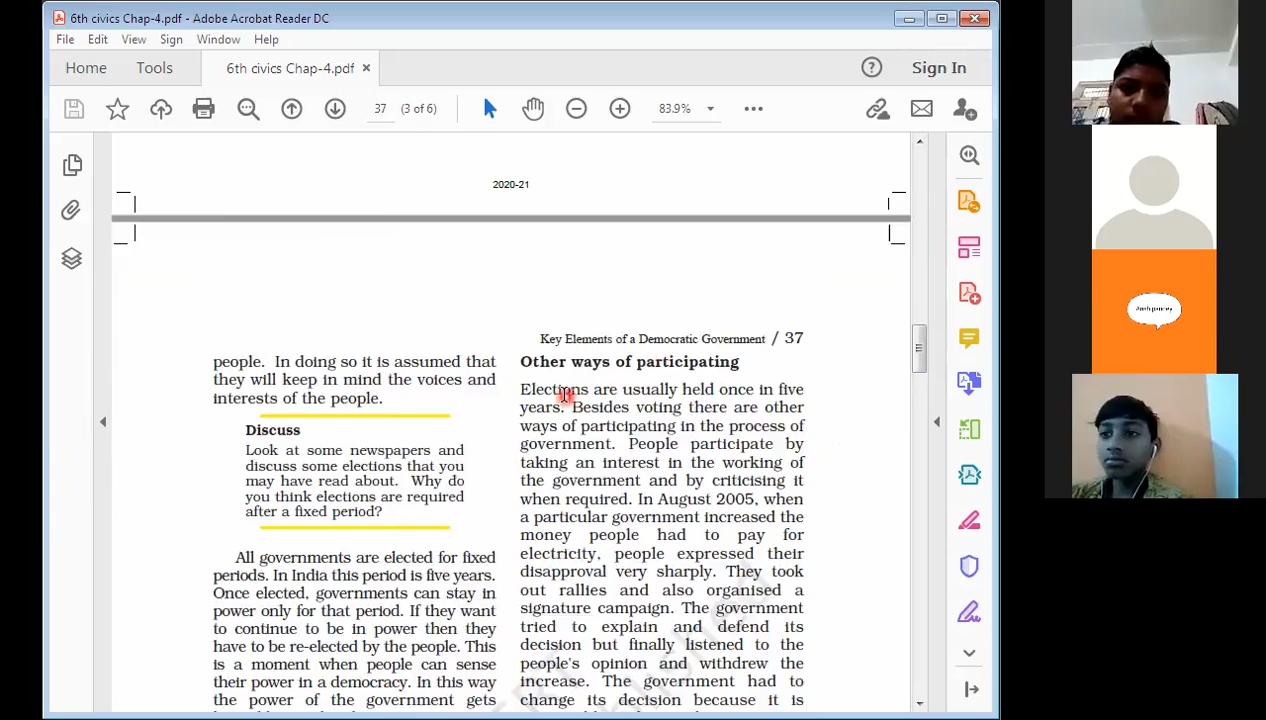 6th civics Chap-4.pdf - Adobe Acrobat Reader DC
File Edit View Sign Window Help
Home Tools 6th civics Chap-4.pdf × Sign In
37 (3 of 6) 83.9%
2020-21
Key Elements of a Democratic Government / 37
people. In doing so it is assumed that
they will keep in mind the voices and
interests of the people.
Discuss
Look at some newspapers and
discuss some elections that you
may have read about. Why do
you think elections are required
after a fixed period?
All governments are elected for fixed
periods. In India this period is five years.
Once elected, governments can stay in
power only for that period. If they want
to continue to be in power then they
have to be re-elected by the people. This
is a moment when people can sense
their power in a democracy. In this way
the power of the government gets
Other ways of participating
Elections are usually held once in five
years. Besides voting there are other
ways of participating in the process of
government. People participate by
taking an interest in the working of
the government and by criticising it
when required. In August 2005, when
a particular government increased the
money people had to pay for
electricity, people expressed their
disapproval very sharply. They took
out rallies and also organised a
signature campaign. The government
tried to explain and defend its
decision but finally listened to the
people's opinion and withdrew the
increase. The government had to
change its decision because it is